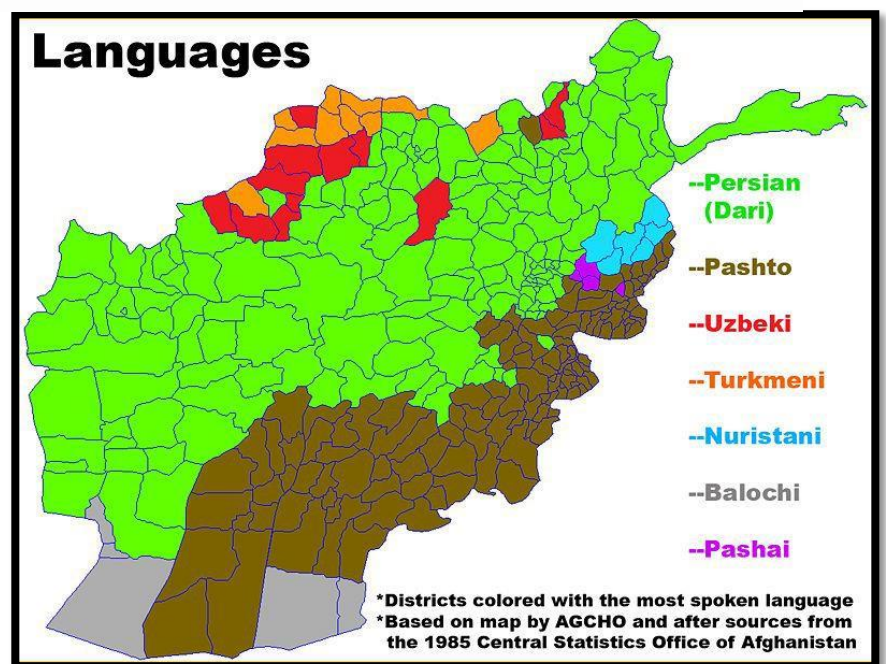 Languages
--Persian
(Dari)
--Pashto
--Uzbeki
--Turkmeni
--Nuristani
--Balochi
--Pashai
*Districts colored with the most spoken language
*Based on map by AGCHO and after sources from
the 1985 Central Statistics Office of Afghanistan